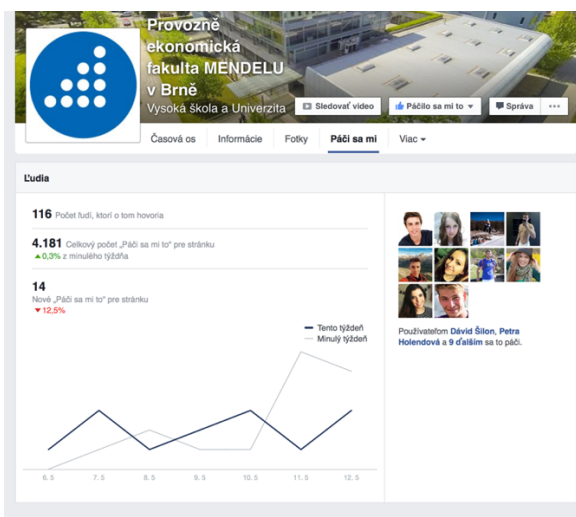 Provozně
ekonomická
fakulta MENDELU
v Brně
Vysoká škola a Univerzita
Sledovať video
Páčilo sa mi to
Správa
Časová os
Informácie
Fotky
Páči sa mi
Viac
Ľudia
116 Počet ľudí, ktorí o tom hovoria
4.181 Celkový počet „Páči sa mi to" pre stránku
0,3% z minulého týždňa
14
Nové „Páči sa mi to" pre stránku
12,5%
Tento týždeň
Minulý týždeň
6. 5
7. 5
8. 5
9. 5
10. 5
11. 5
12. 5
Používateľom Dávid Šilon, Petra
Holendová a 9 ďalším sa to páči.